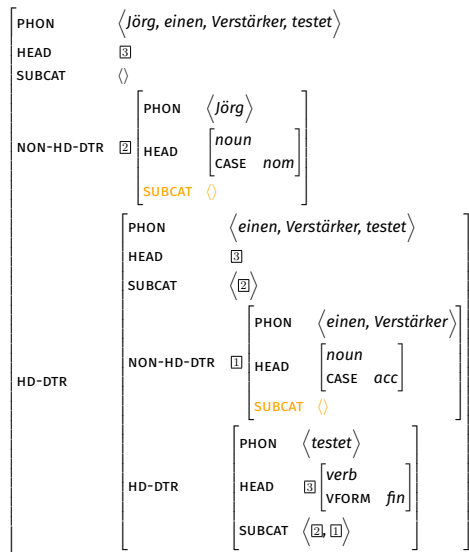 PHON ⟨Jörg, einen, Verstärker, testet⟩
HEAD 3
SUBCAT ⟨⟩
PHON ⟨Jörg⟩
NON-HD-DTR 2 HEAD [noun
CASE nom]
SUBCAT ⟨⟩
PHON ⟨einen, Verstärker, testet⟩
HEAD 3
SUBCAT ⟨2⟩
PHON ⟨einen, Verstärker⟩
NON-HD-DTR 1 HEAD [noun
CASE acc]
SUBCAT ⟨⟩
HD-DTR
PHON ⟨testet⟩
HD-DTR HEAD 3 [verb
VFORM fin]
SUBCAT ⟨2, 1⟩